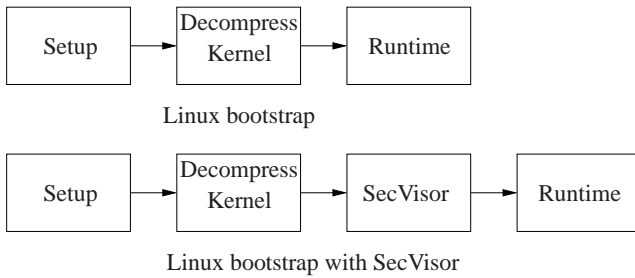 Setup
Decompress
Kernel
Runtime
Linux bootstrap
Setup
Decompress
Kernel
SecVisor
Runtime
Linux bootstrap with SecVisor